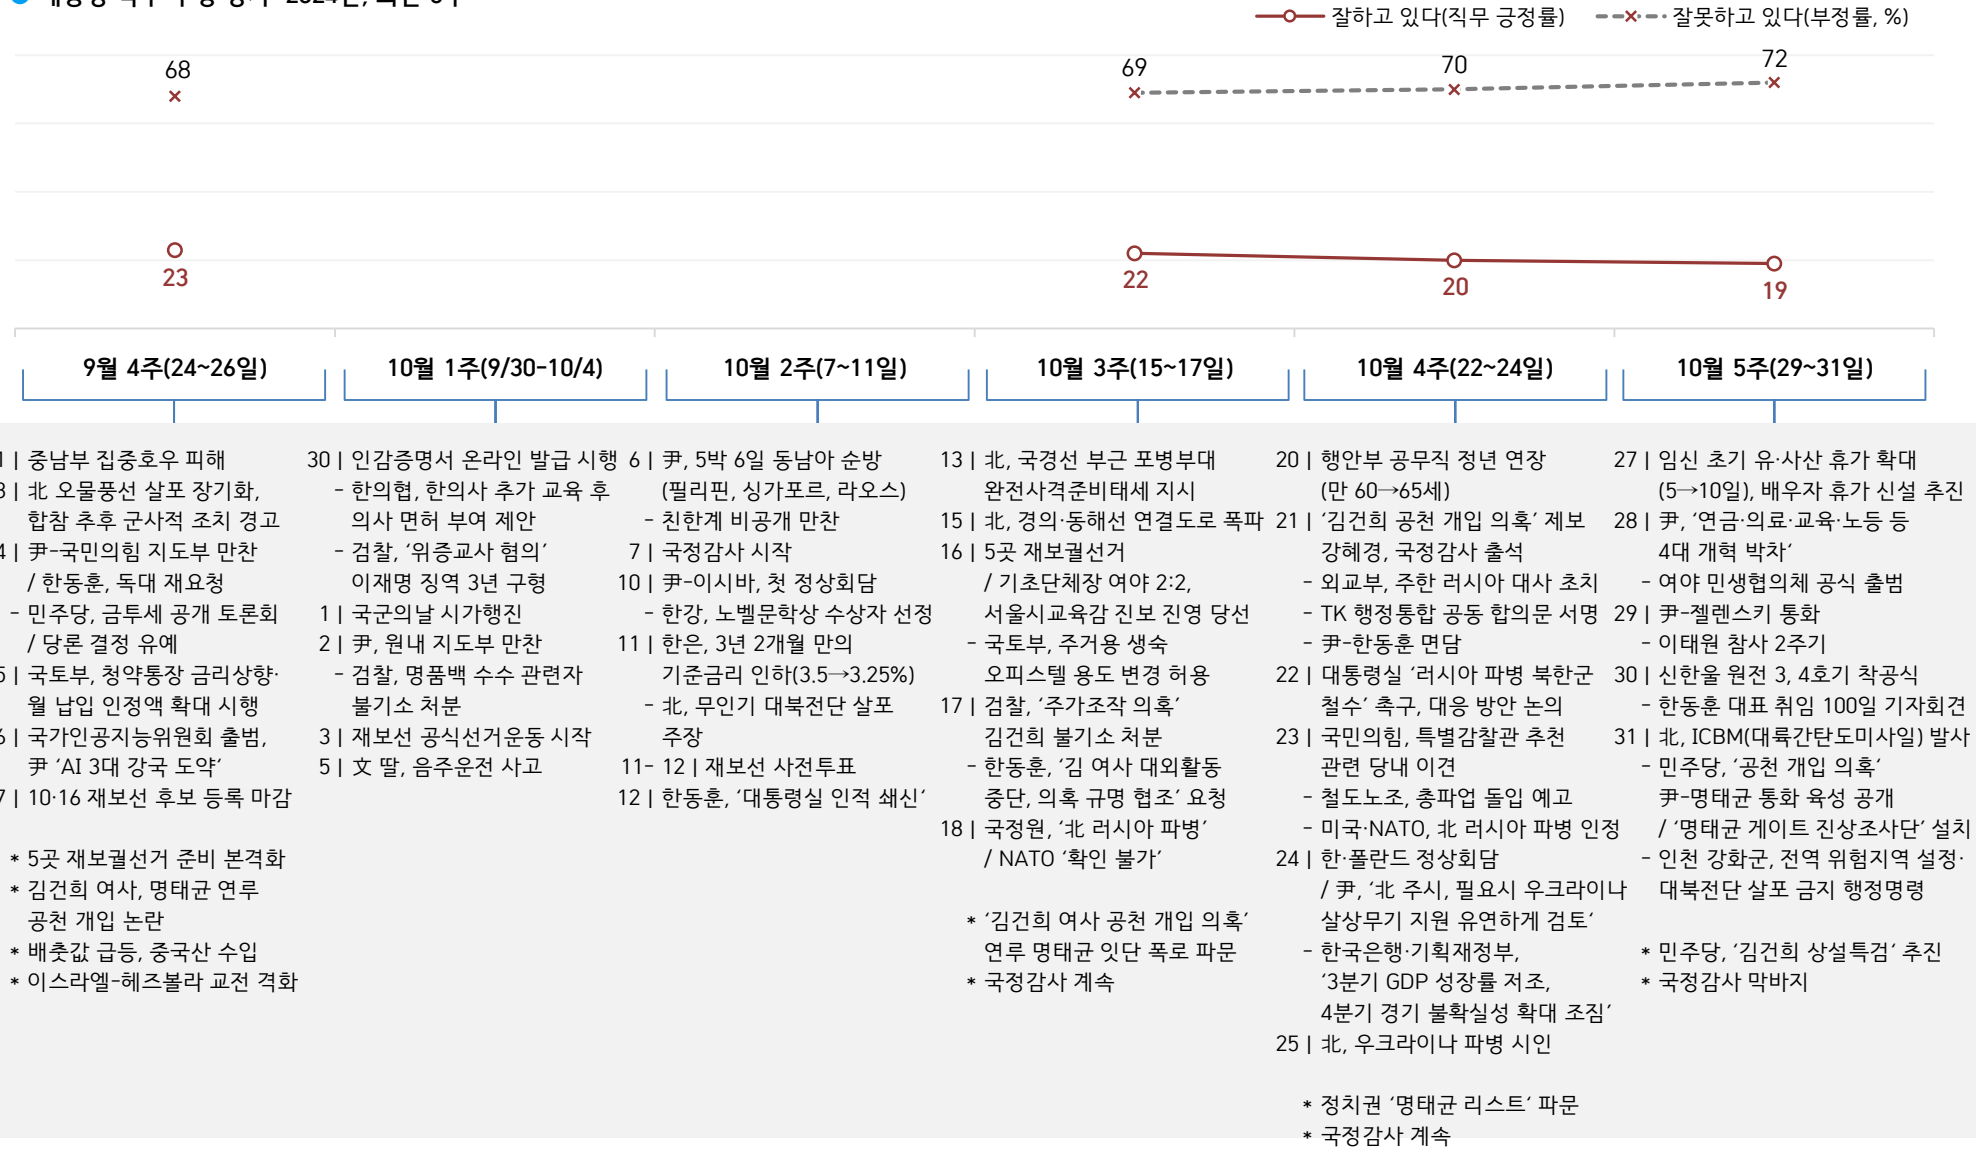 잘하고 있다(직무 긍정률) 잘못하고 있다(부정률, %)
68 69 70 72
23 22 20 19
9월 4주(24~26일)
10월 1주(9/30-10/4)
10월 2주(7~11일)
10월 3주(15~17일)
10월 4주(22~24일)
10월 5주(29~31일)
| 중남부 집중호우 피해
| 北 오물풍선 살포 장기화,
합참 추후 군사적 조치 경고
| 尹-국민의힘 지도부 만찬
/ 한동훈, 독대 재요청
- 민주당, 금투세 공개 토론회
/ 당론 결정 유예
| 국토부, 청약통장 금리상향·
월 납입 인정액 확대 시행
| 국가인공지능위원회 출범,
尹 ‘AI 3대 강국 도약‘
| 10·16 재보선 후보 등록 마감
* 5곳 재보궐선거 준비 본격화
* 김건희 여사, 명태균 연루
공천 개입 논란
* 배춧값 급등, 중국산 수입
* 이스라엘-헤즈볼라 교전 격화
30 | 인감증명서 온라인 발급 시행
- 한의협, 한의사 추가 교육 후
의사 면허 부여 제안
- 검찰, ‘위증교사 혐의’
이재명 징역 3년 구형
1 | 국군의날 시가행진
2 | 尹, 원내 지도부 만찬
- 검찰, 명품백 수수 관련자
불기소 처분
3 | 재보선 공식선거운동 시작
5 | 文 딸, 음주운전 사고
6 | 尹, 5박 6일 동남아 순방
(필리핀, 싱가포르, 라오스)
- 친한계 비공개 만찬
7 | 국정감사 시작
10 | 尹-이시바, 첫 정상회담
- 한강, 노벨문학상 수상자 선정
11 | 한은, 3년 2개월 만의
기준금리 인하(3.5→3.25%)
- 北, 무인기 대북전단 살포
주장
11- 12 | 재보선 사전투표
12 | 한동훈, ‘대통령실 인적 쇄신‘
13 | 北, 국경선 부근 포병부대
완전사격준비태세 지시
15 | 北, 경의·동해선 연결도로 폭파
16 | 5곳 재보궐선거
/ 기초단체장 여야 2:2,
서울시교육감 진보 진영 당선
- 국토부, 주거용 생숙
오피스텔 용도 변경 허용
17 | 검찰, ‘주가조작 의혹’
김건희 불기소 처분
- 한동훈, ‘김 여사 대외활동
중단, 의혹 규명 협조’ 요청
18 | 국정원, ‘北 러시아 파병’
/ NATO ‘확인 불가’
* ‘김건희 여사 공천 개입 의혹’
연루 명태균 잇단 폭로 파문
* 국정감사 계속
20 | 행안부 공무직 정년 연장
(만 60→65세)
21 | ‘김건희 공천 개입 의혹’ 제보
강혜경, 국정감사 출석
- 외교부, 주한 러시아 대사 초치
- TK 행정통합 공동 합의문 서명
- 尹-한동훈 면담
22 | 대통령실 ‘러시아 파병 북한군
철수’ 촉구, 대응 방안 논의
23 | 국민의힘, 특별감찰관 추천
관련 당내 이견
- 철도노조, 총파업 돌입 예고
- 미국·NATO, 北 러시아 파병 인정
24 | 한·폴란드 정상회담
/ 尹, ‘北 주시, 필요시 우크라이나
살상무기 지원 유연하게 검토‘
- 한국은행·기획재정부,
‘3분기 GDP 성장률 저조,
4분기 경기 불확실성 확대 조짐’
25 | 北, 우크라이나 파병 시인
* 정치권 ‘명태균 리스트‘ 파문
* 국정감사 계속
27 | 임신 초기 유·사산 휴가 확대
(5→10일), 배우자 휴가 신설 추진
28 | 尹, ‘연금·의료·교육·노등 등
4대 개혁 박차‘
- 여야 민생협의체 공식 출범
29 | 尹-젤렌스키 통화
- 이태원 참사 2주기
30 | 신한울 원전 3, 4호기 착공식
- 한동훈 대표 취임 100일 기자회견
31 | 北, ICBM(대륙간탄도미사일) 발사
- 민주당, ‘공천 개입 의혹‘
尹-명태균 통화 육성 공개
/ ‘명태균 게이트 진상조사단’ 설치
- 인천 강화군, 전역 위험지역 설정·
대북전단 살포 금지 행정명령
* 민주당, ‘김건희 상설특검‘ 추진
* 국정감사 막바지